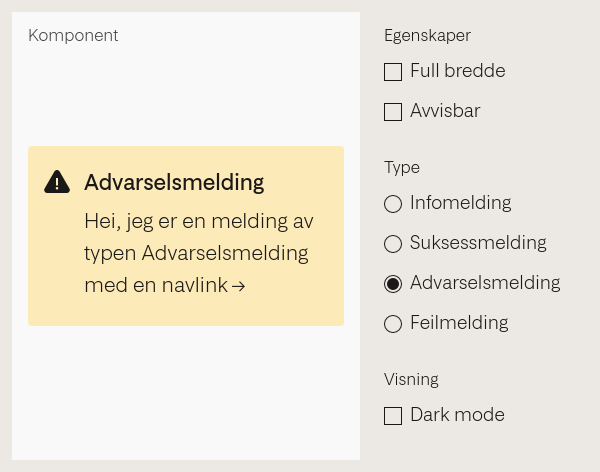 Komponent
Advarselsmelding
Hei, jeg er en melding av
typen Advarselsmelding
med en navlink →
Egenskaper
Full bredde
Avvisbar
Type
Infomelding
Suksessmelding
Advarselsmelding
Feilmelding
Visning
Dark mode